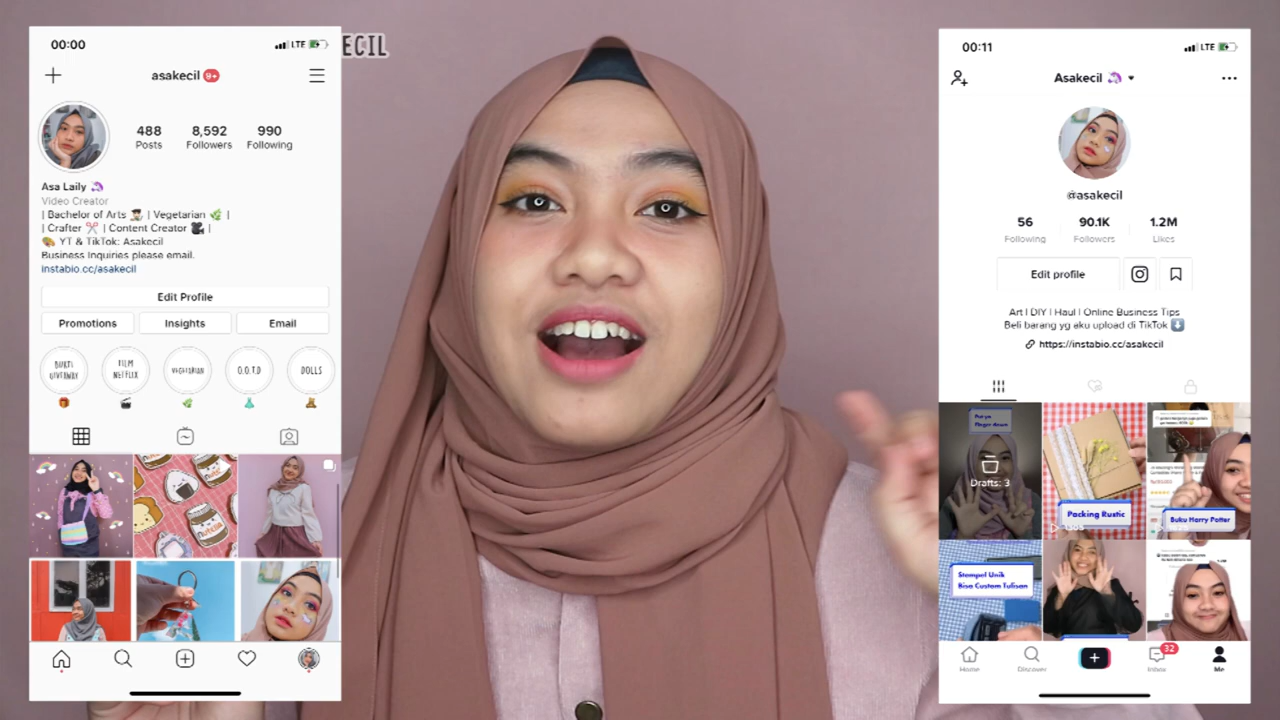 ECIL
00:00
LTE
asakecil 9+
488
8,592
990
Posts
Followers
Following
Asa Laily
Video Creator
| Bachelor of Arts | Vegetarian |
| Crafter | Content Creator |
YT & TikTok: Asakecil
Business Inquiries please email.
instabio.cc/asakecil
Edit Profile
Promotions
Insights
Email
BUKTI
GIVEAWAY
FILM
NETFLIX
VEGETARIAN
O.O.T.D
DOLLS
00:11
LTE
Asakecil
@asakecil
56
90.1K
1.2M
Following
Followers
Likes
Edit profile
Art | DIY | Haul | Online Business Tips
Beli barang yg aku upload di TikTok
https://instabio.cc/asakecil
Drafts: 3
Packing Rustic
Buku Harry Potter
Stempel Unik
Bisa Custom Tulisan
32
Home
Discover
Inbox
Me